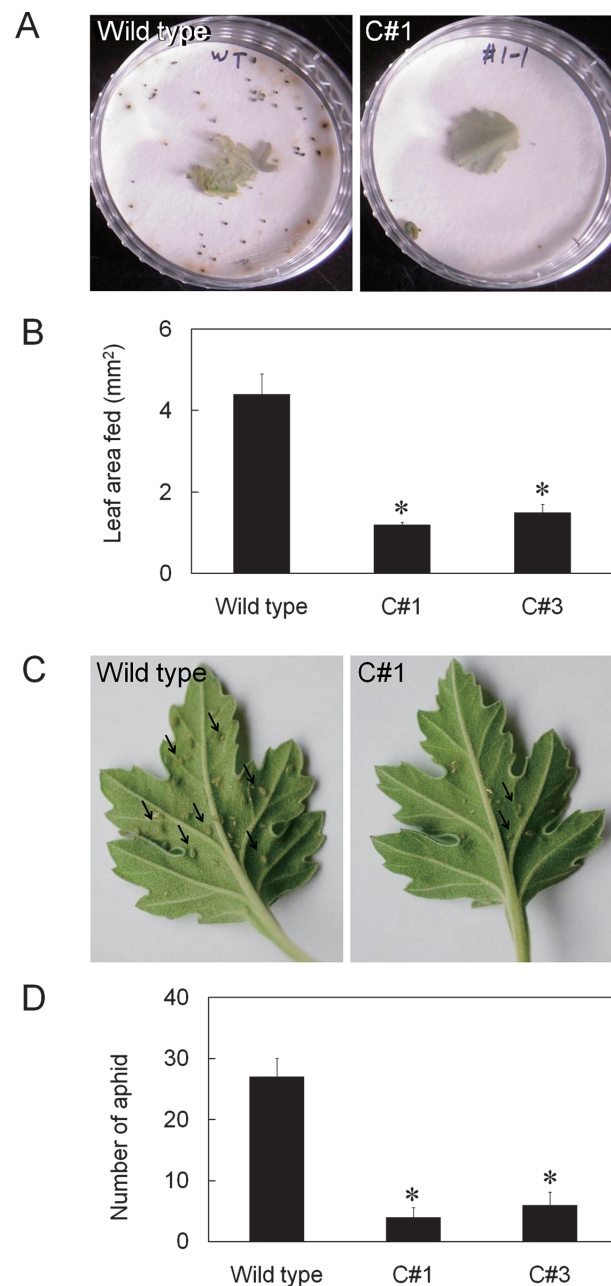 A
Wild type
C#1
WT
#1-1
B
6
4
2
0
Leaf area fed (mm²)
*
*
Wild type
C#1
C#3
C
Wild type
C#1
D
40
30
20
10
0
Number of aphid
*
*
Wild type
C#1
C#3